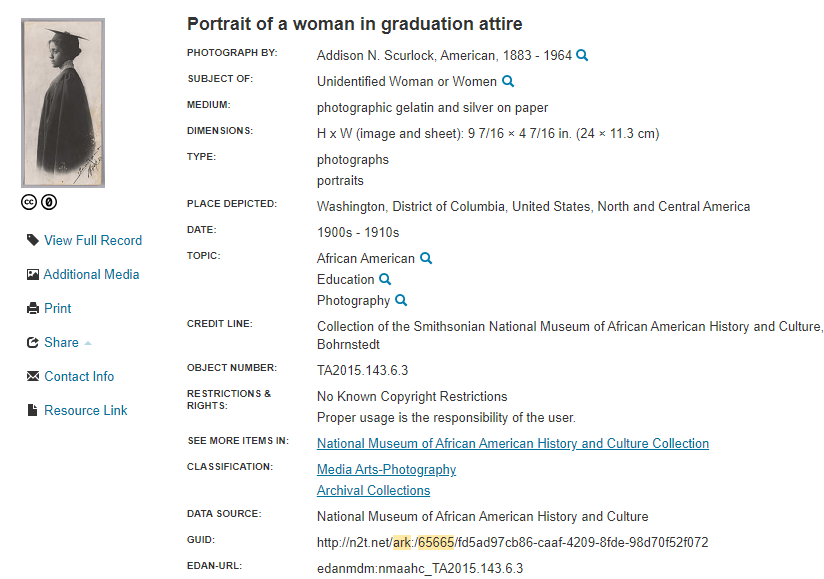 Portrait of a woman in graduation attire
PHOTOGRAPH BY: Addison N. Scurlock, American, 1883 - 1964
SUBJECT OF: Unidentified Woman or Women
MEDIUM: photographic gelatin and silver on paper
DIMENSIONS: H x W (image and sheet): 9 7/16 × 4 7/16 in. (24 × 11.3 cm)
TYPE: photographs
portraits
PLACE DEPICTED: Washington, District of Columbia, United States, North and Central America
DATE: 1900s - 1910s
TOPIC: African American
Education
Photography
CREDIT LINE: Collection of the Smithsonian National Museum of African American History and Culture,
Bohrnstedt
OBJECT NUMBER: TA2015.143.6.3
RESTRICTIONS & RIGHTS: No Known Copyright Restrictions
Proper usage is the responsibility of the user.
SEE MORE ITEMS IN: National Museum of African American History and Culture Collection
CLASSIFICATION: Media Arts-Photography
Archival Collections
DATA SOURCE: National Museum of African American History and Culture
GUID: http://n2t.net/ark:/65665/fd5ad97cb86-caaf-4209-8fde-98d70f52f072
EDAN-URL: edanmdm:nmaahc_TA2015.143.6.3
cc 0
View Full Record
Additional Media
Print
Share
Contact Info
Resource Link